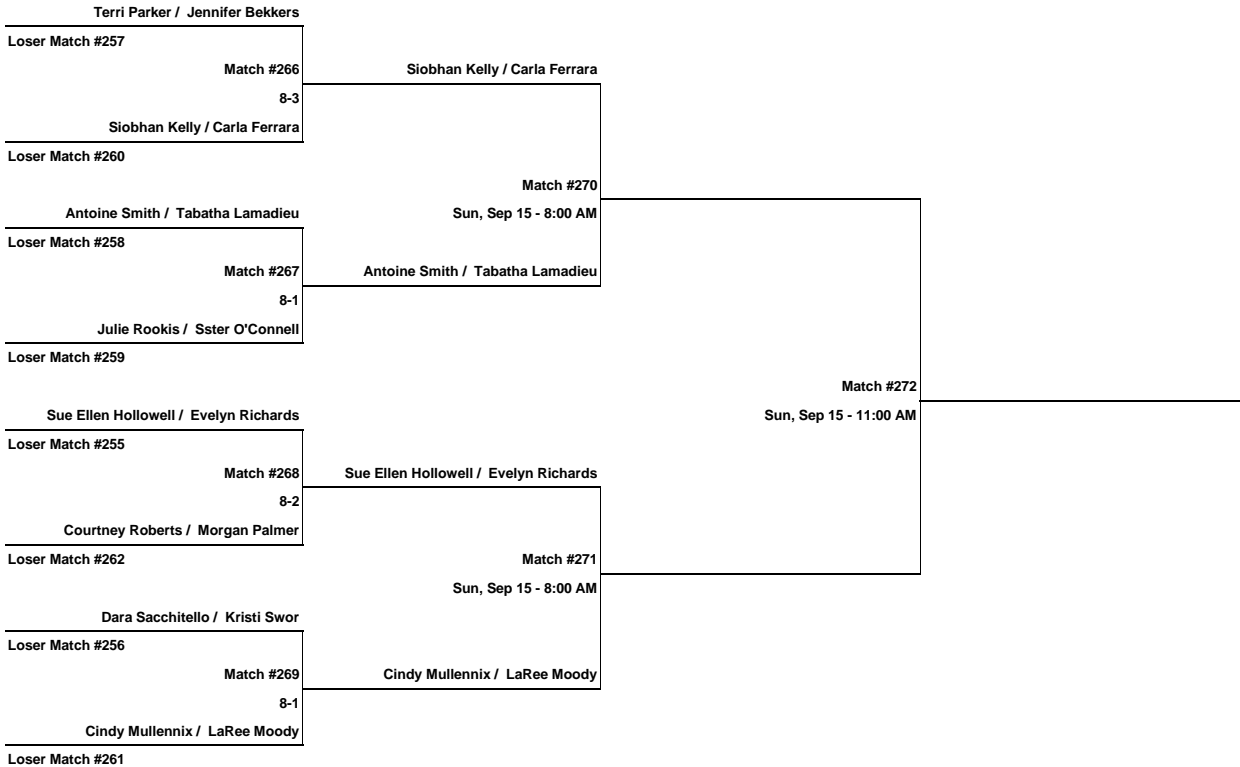 Terri Parker / Jennifer Bekkers
Loser Match #257
Match #266
Siobhan Kelly / Carla Ferrara
8-3
Siobhan Kelly / Carla Ferrara
Loser Match #260
Match #270
Antoine Smith / Tabatha Lamadieu
Sun, Sep 15 - 8:00 AM
Loser Match #258
Match #267
Antoine Smith / Tabatha Lamadieu
8-1
Julie Rookis / Sster O'Connell
Loser Match #259
Match #272
Sue Ellen Hollowell / Evelyn Richards
Sun, Sep 15 - 11:00 AM
Loser Match #255
Match #268
Sue Ellen Hollowell / Evelyn Richards
8-2
Courtney Roberts / Morgan Palmer
Loser Match #262
Match #271
Sun, Sep 15 - 8:00 AM
Dara Sacchitello / Kristi Swor
Loser Match #256
Match #269
Cindy Mullennix / LaRee Moody
8-1
Cindy Mullennix / LaRee Moody
Loser Match #261